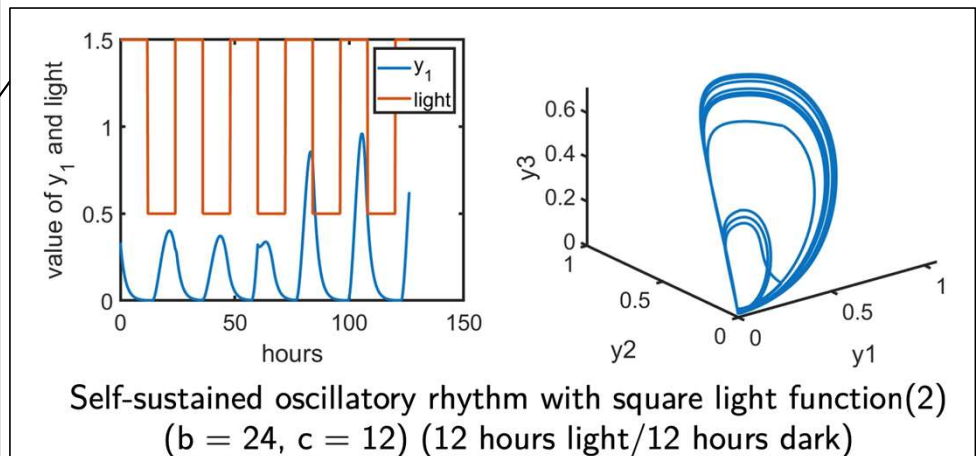 1.5
1
0.5
0
0
50
100
150
value of y1 and light
hours
y1
light
0.6
0.4
0.2
0
y3
1
0.5
0
y2
0
0.5
1
y1
Self-sustained oscillatory rhythm with square light function(2)
(b = 24, c = 12) (12 hours light/12 hours dark)